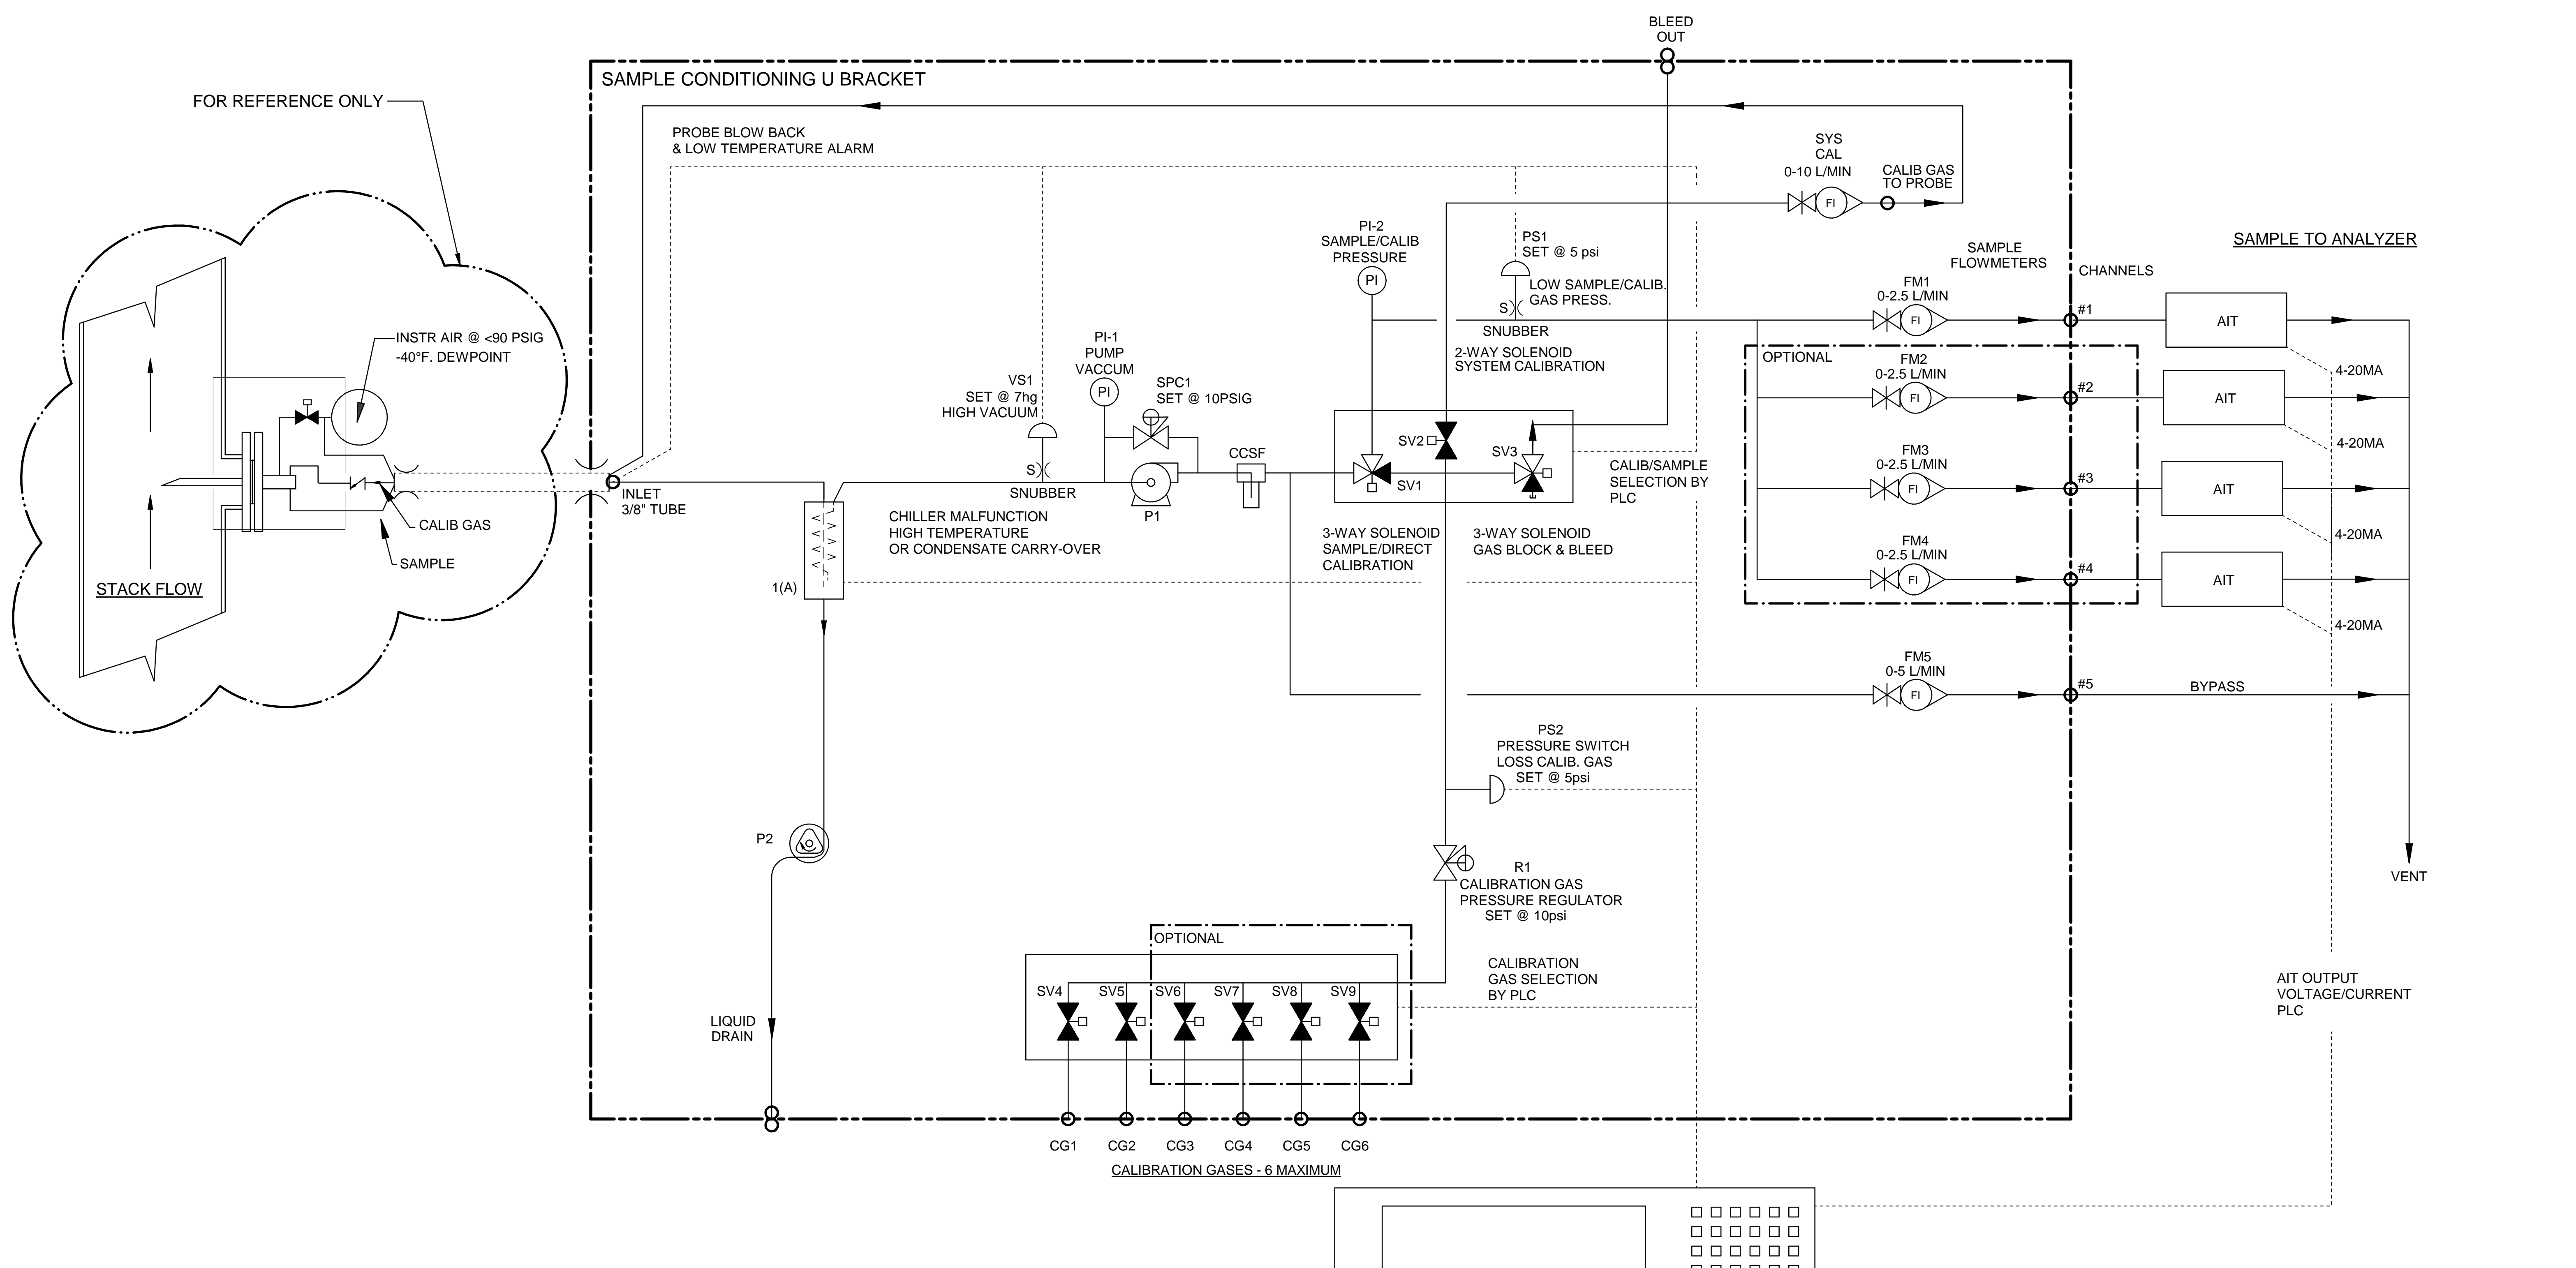 BLEED
OUT
SAMPLE CONDITIONING U BRACKET
FOR REFERENCE ONLY
PROBE BLOW BACK
& LOW TEMPERATURE ALARM
SYS
CAL
0-10 L/MIN
FI
CALIB GAS
TO PROBE
PI-2
SAMPLE/CALIB
PRESSURE
PI
PS1
SET @ 5 psi
LOW SAMPLE/CALIB.
GAS PRESS.
S
SNUBBER
SAMPLE
FLOWMETERS
CHANNELS
SAMPLE TO ANALYZER
FM1
0-2.5 L/MIN
FI
#1
AIT
4-20MA
OPTIONAL
FM2
0-2.5 L/MIN
FI
#2
AIT
4-20MA
FM3
0-2.5 L/MIN
FI
#3
AIT
4-20MA
FM4
0-2.5 L/MIN
FI
#4
AIT
4-20MA
FM5
0-5 L/MIN
FI
#5
BYPASS
VENT
INSTR AIR @ <90 PSIG
-40°F. DEWPOINT
CALIB GAS
SAMPLE
STACK FLOW
INLET
3/8" TUBE
VS1
SET @ 7hg
HIGH VACUUM
S
SNUBBER
PI-1
PUMP
VACCUM
PI
SPC1
SET @ 10PSIG
P1
CCSF
2-WAY SOLENOID
SYSTEM CALIBRATION
SV2
SV1
SV3
CALIB/SAMPLE
SELECTION BY
PLC
CHILLER MALFUNCTION
HIGH TEMPERATURE
OR CONDENSATE CARRY-OVER
1(A)
3-WAY SOLENOID
SAMPLE/DIRECT
CALIBRATION
3-WAY SOLENOID
GAS BLOCK & BLEED
PS2
PRESSURE SWITCH
LOSS CALIB. GAS
SET @ 5psi
P2
R1
CALIBRATION GAS
PRESSURE REGULATOR
SET @ 10psi
OPTIONAL
CALIBRATION
GAS SELECTION
BY PLC
SV4
SV5
SV6
SV7
SV8
SV9
LIQUID
DRAIN
CG1
CG2
CG3
CG4
CG5
CG6
CALIBRATION GASES - 6 MAXIMUM
AIT OUTPUT
VOLTAGE/CURRENT
PLC